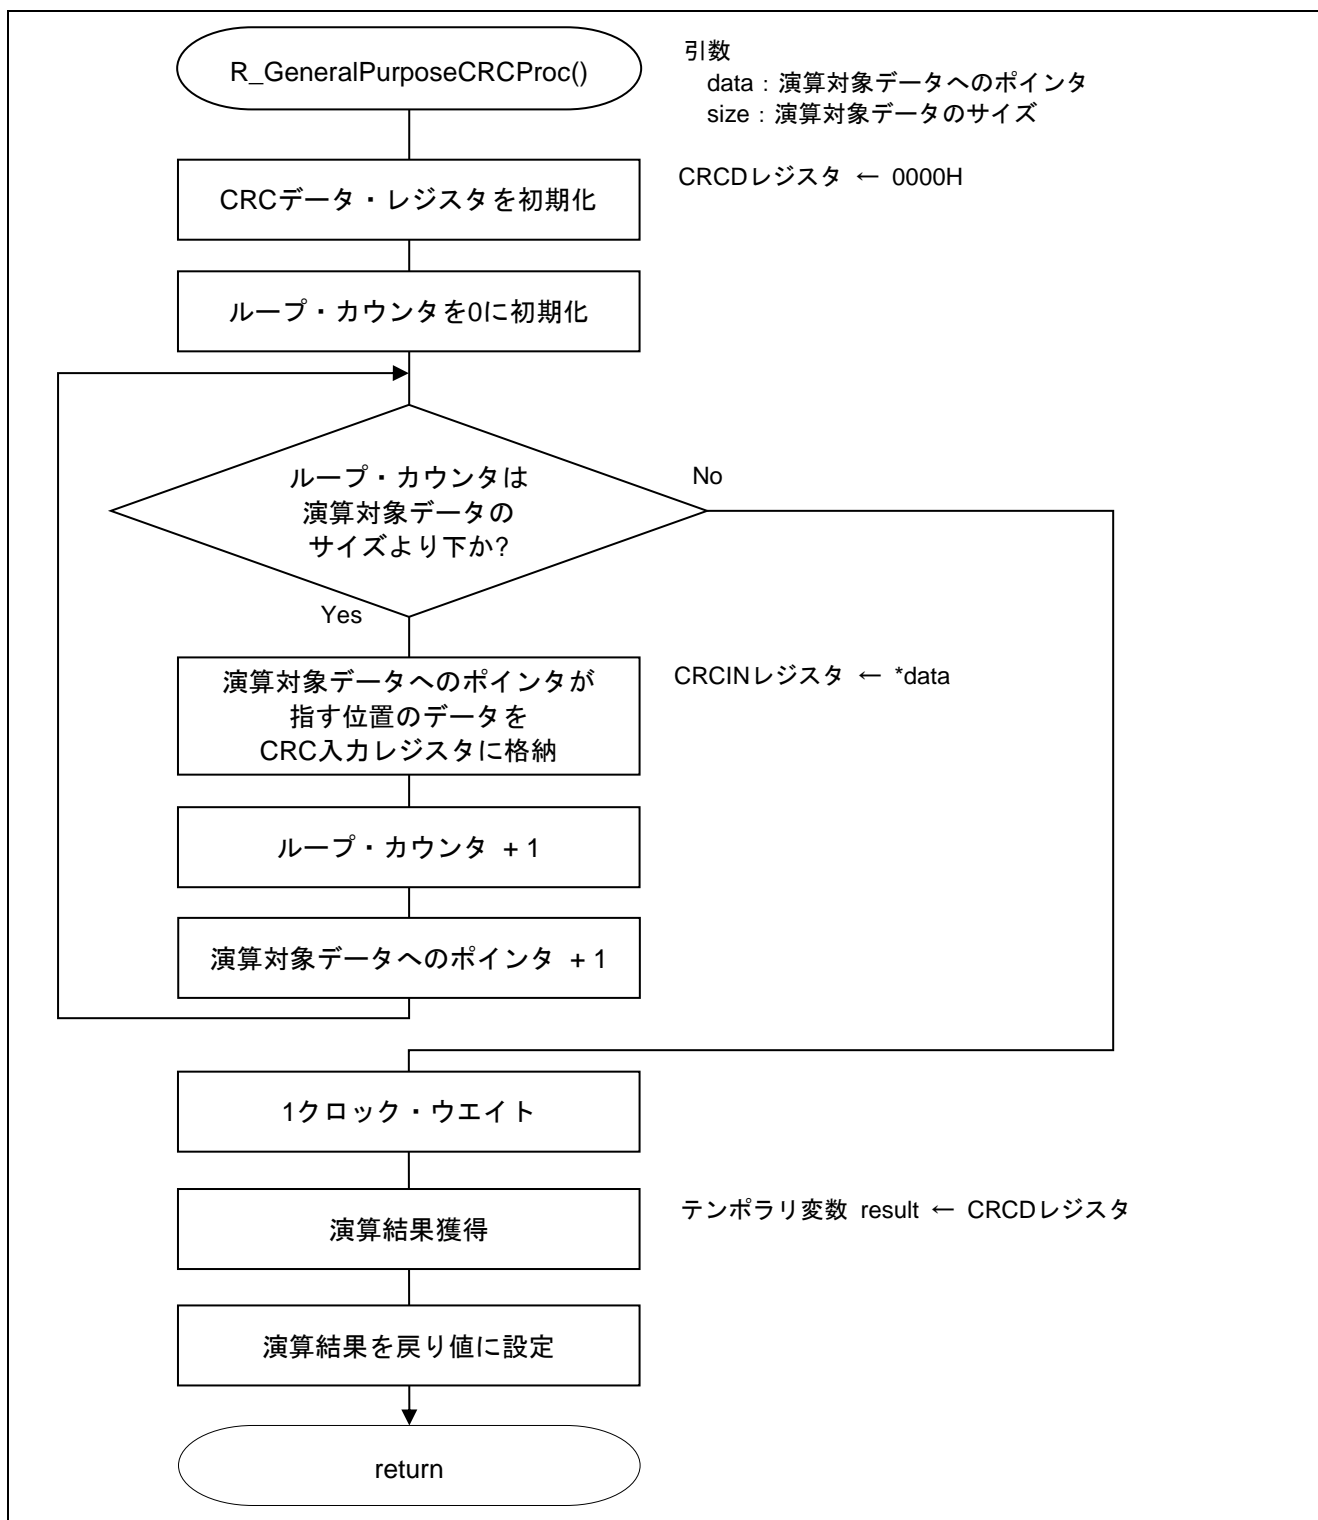 R_GeneralPurposeCRCProc()
引数
data:演算対象データへのポインタ
size:演算対象データのサイズ
CRCデータ・レジスタを初期化
CRCDレジスタ ← 0000H
ループ・カウンタを0に初期化
ループ・カウンタは
演算対象データの
サイズより下か?
No
Yes
演算対象データへのポインタが
指す位置のデータを
CRC入力レジスタに格納
CRCINレジスタ ← *data
ループ・カウンタ + 1
演算対象データへのポインタ + 1
1クロック・ウエイト
演算結果獲得
テンポラリ変数 result ← CRCDレジスタ
演算結果を戻り値に設定
return